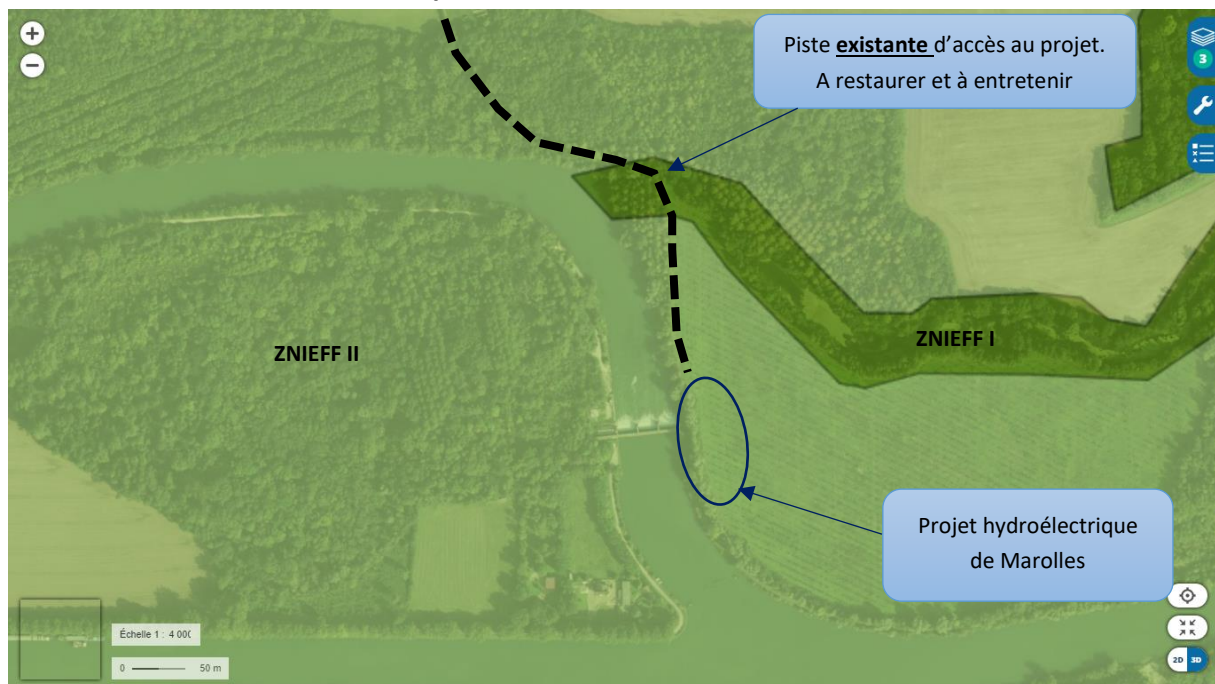 Piste existante d'accès au projet.
A restaurer et à entretenir
3
ZNIEFF II
ZNIEFF I
Projet hydroélectrique
de Marolles
Échelle 1 : 4 000
0 50 m
2D 3D